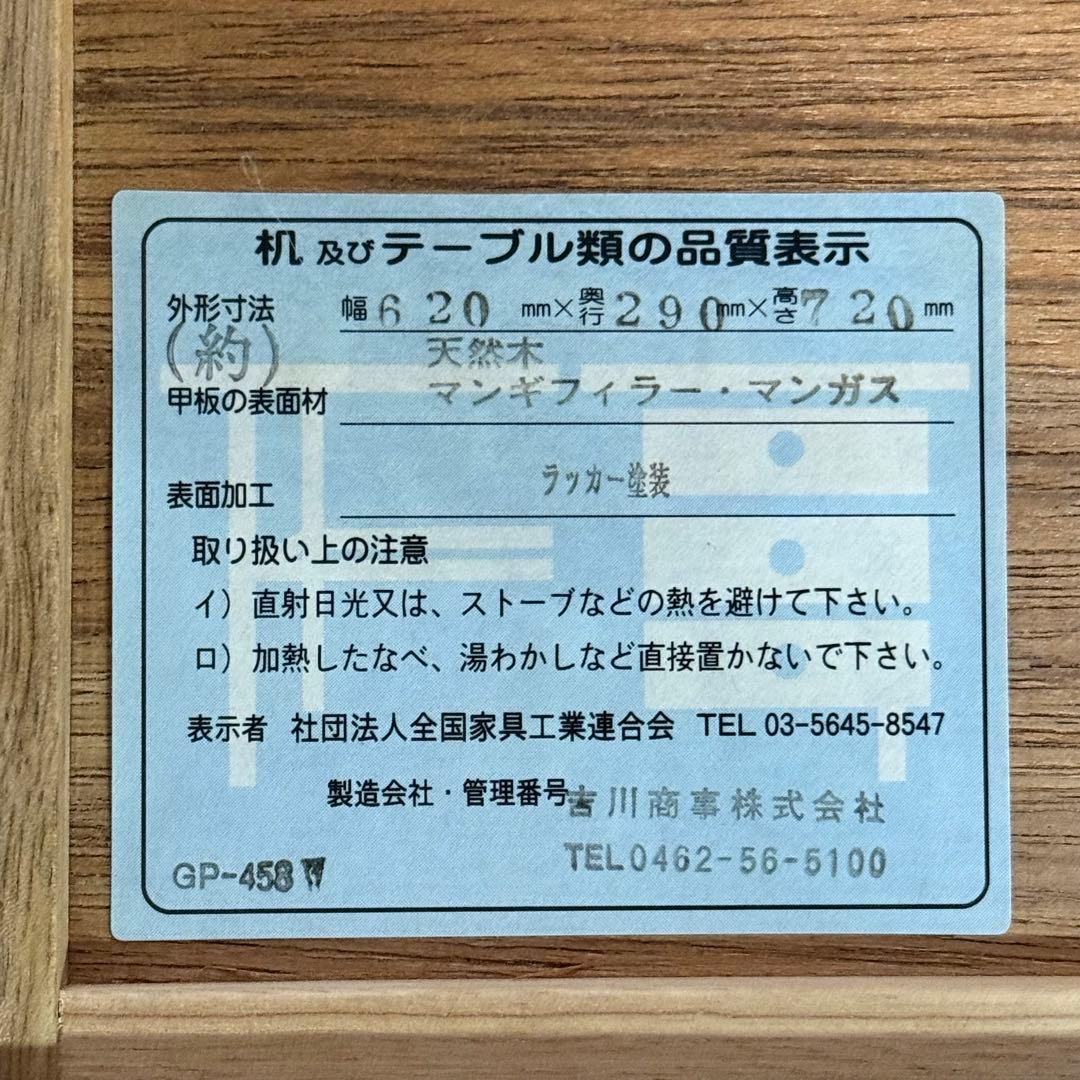 机及びテーブル類の品質表示
外形寸法 幅620mm×奥行290mm×高さ720mm
(約)
天然木
甲板の表面材 マンギフィラー・マンガス
表面加工 ラッカー塗装
取り扱い上の注意
イ）直射日光又は、ストーブなどの熱を避けて下さい。
ロ）加熱したなべ、湯わかしなど直接置かないで下さい。
表示者 社団法人全国家具工業連合会 TEL 03-5645-8547
製造会社・管理番号 吉川商事株式会社
GP-458W TEL0462-56-5100